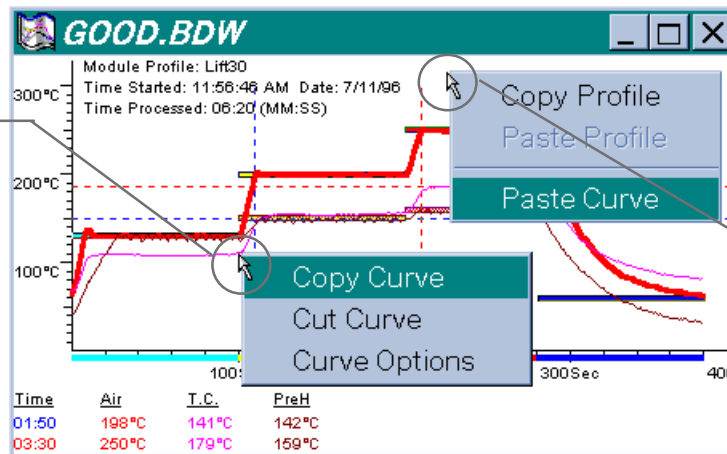 GOOD.BDW
Module Profile: Lift30
Time Started: 11:56:46 AM Date: 7/11/96
Time Processed: 06:20 (MM:SS)
300°C
200°C
100°C
Copy Profile
Paste Profile
Paste Curve
Copy Curve
Cut Curve
Curve Options
100
300Sec
40
Time Air T.C. PreH
01:50 198°C 141°C 142°C
03:30 250°C 179°C 159°C